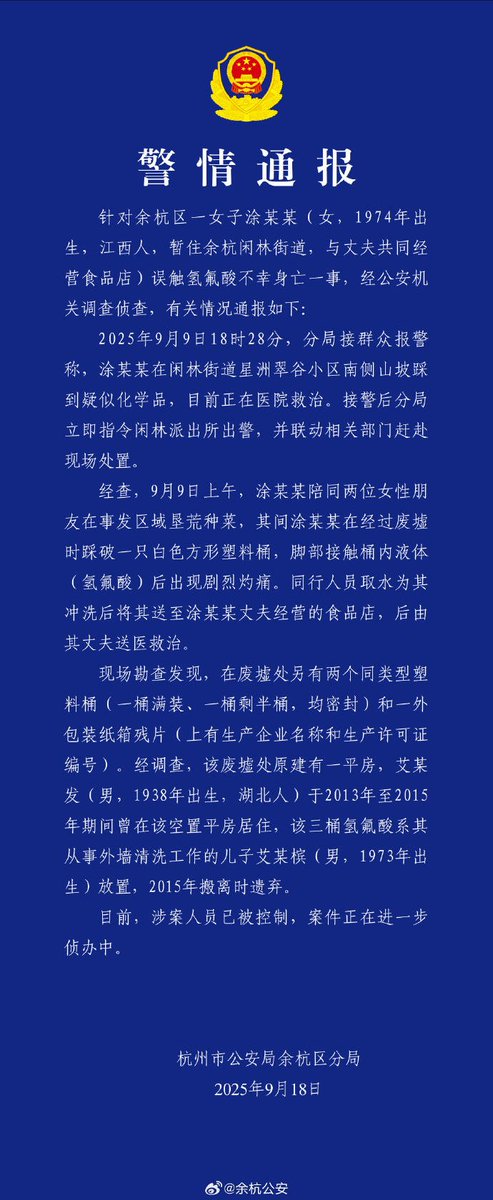 警情通报
针对余杭区一女子涂某某（女，1974年出
生，江西人，暂住余杭闲林街道，与丈夫共同经
营食品店）误触氢氟酸不幸身亡一事，经公安机
关调查侦查，有关情况通报如下：
2025年9月9日18时28分，分局接群众报警
称，涂某某在闲林街道星洲翠谷小区南侧山坡踩
到疑似化学品，目前正在医院救治。接警后分局
立即指令闲林派出所出警，并联动相关部门赶赴
现场处置。
经查，9月9日上午，涂某某陪同两位女性朋
友在事发区域垦荒种菜，其间涂某某在经过废墟
时踩破一只白色方形塑料桶，脚部接触桶内液体
（氢氟酸）后出现剧烈灼痛。同行人员取水为其
冲洗后将其送至涂某某丈夫经营的食品店，后由
其丈夫送医救治。
现场勘查发现，在废墟处另有两个同类型塑
料桶（一桶满装、一桶剩半桶，均密封）和一外
包装纸箱残片（上有生产企业名称和生产许可证
编号）。经调查，该废墟处原建有一平房，艾某
发（男，1938年出生，湖北人）于2013年至2015
年期间曾在该空置平房居住，该三桶氢氟酸系其
从事外墙清洗工作的儿子艾某槟（男，1973年出
生）放置，2015年搬离时遗弃。
目前，涉案人员已被控制，案件正在进一步
侦办中。
杭州市公安局余杭区分局
2025年9月18日
@余杭公安